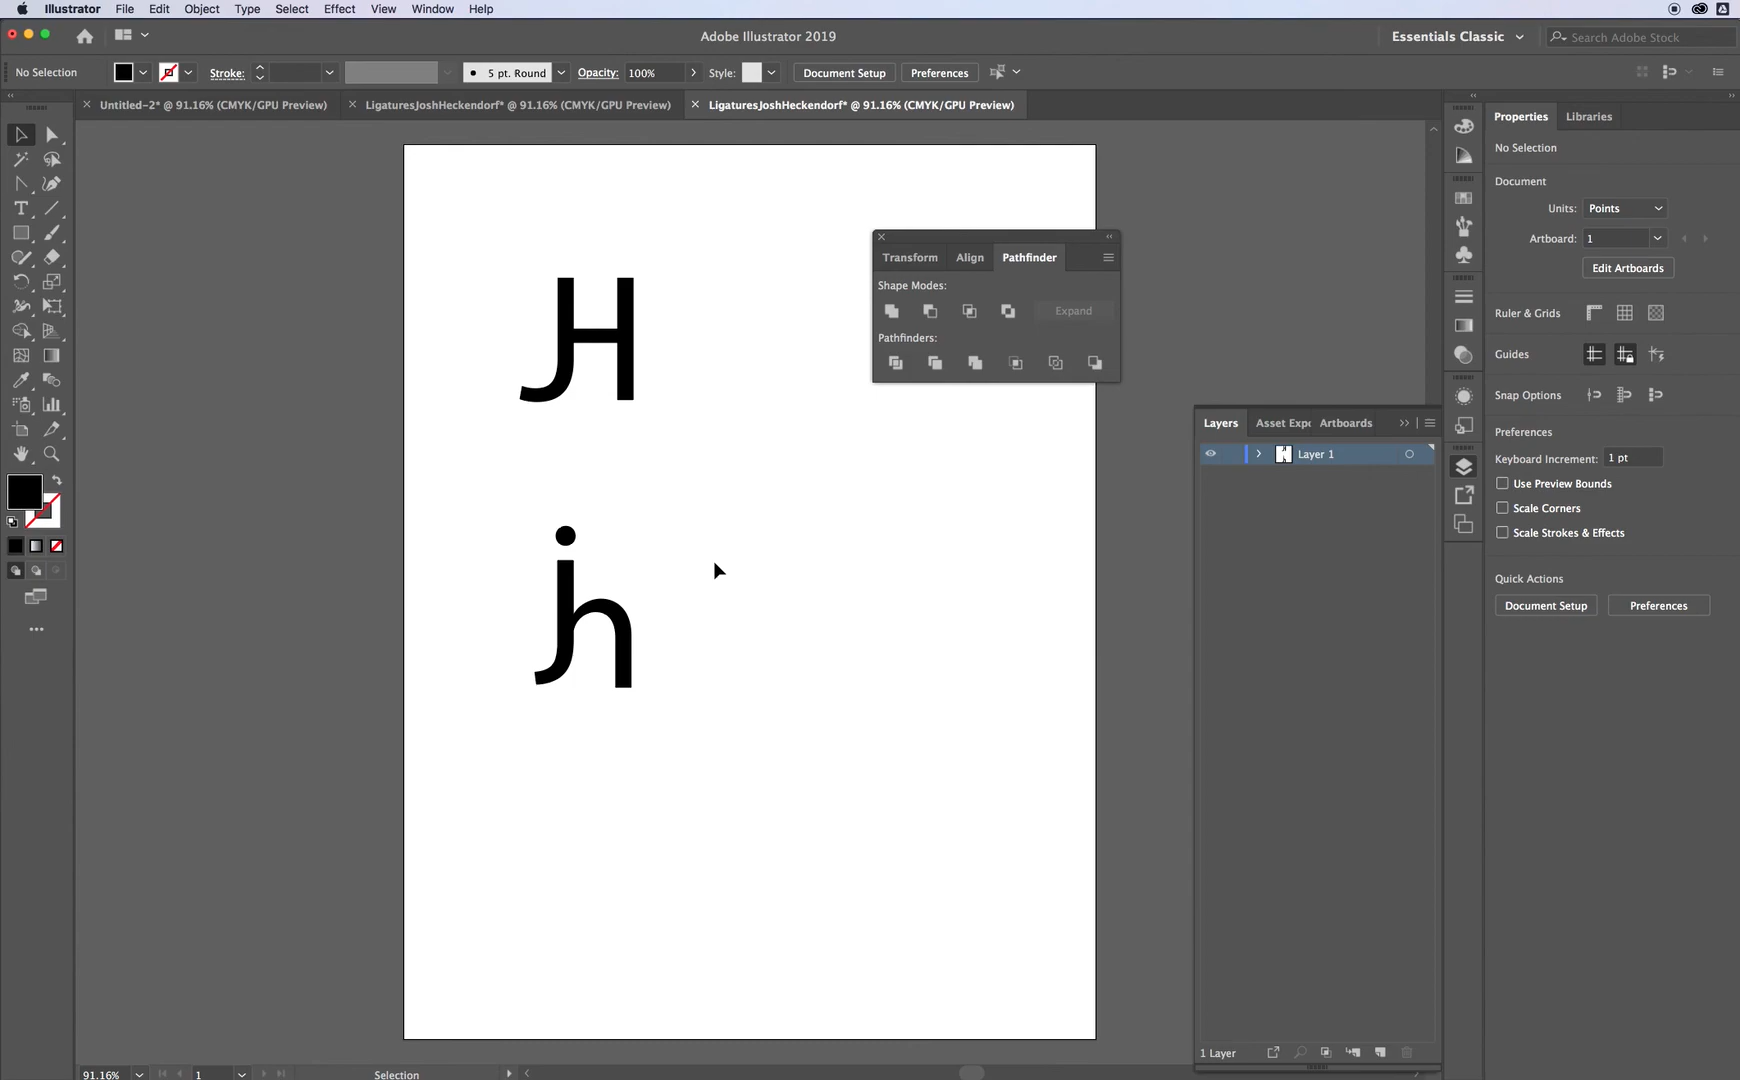 Illustrator File Edit Object Type Select Effect View Window Help
Adobe Illustrator 2019
Essentials Classic
Search Adobe Stock
No Selection Stroke: 5 pt. Round Opacity: 100% Style: Document Setup Preferences
Untitled-2* @ 91.16% (CMYK/GPU Preview)
LigaturesJoshHeckendorf* @ 91.16% (CMYK/GPU Preview)
LigaturesJoshHeckendorf* @ 91.16% (CMYK/GPU Preview)
JH
jh
Transform Align Pathfinder
Shape Modes:
Expand
Pathfinders:
Layers Asset Expo Artboards
Layer 1
1 Layer
Properties Libraries
No Selection
Document
Units: Points
Artboard: 1
Edit Artboards
Ruler & Grids
Guides
Snap Options
Preferences
Keyboard Increment: 1 pt
Use Preview Bounds
Scale Corners
Scale Strokes & Effects
Quick Actions
Document Setup Preferences
91.16% 1 Selection